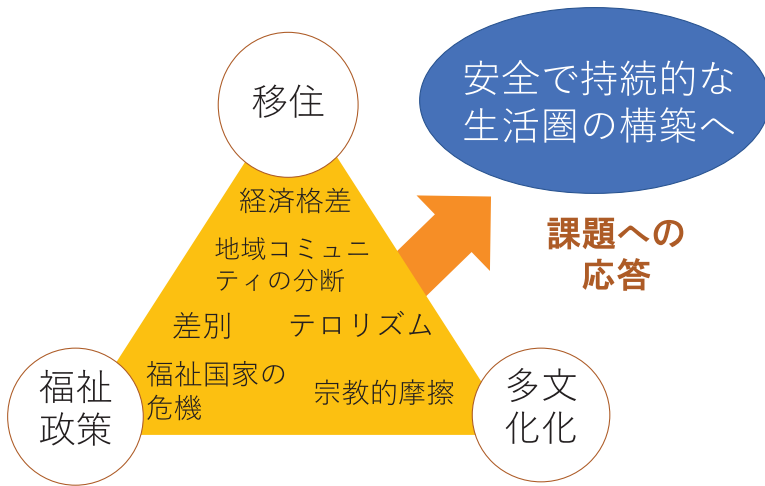 移住
安全で持続的な
生活圏の構築へ
経済格差
地域コミュニ
ティの分断
課題への
応答
差別
テロリズム
福祉国家の
危機
宗教的摩擦
福祉
政策
多文
化化